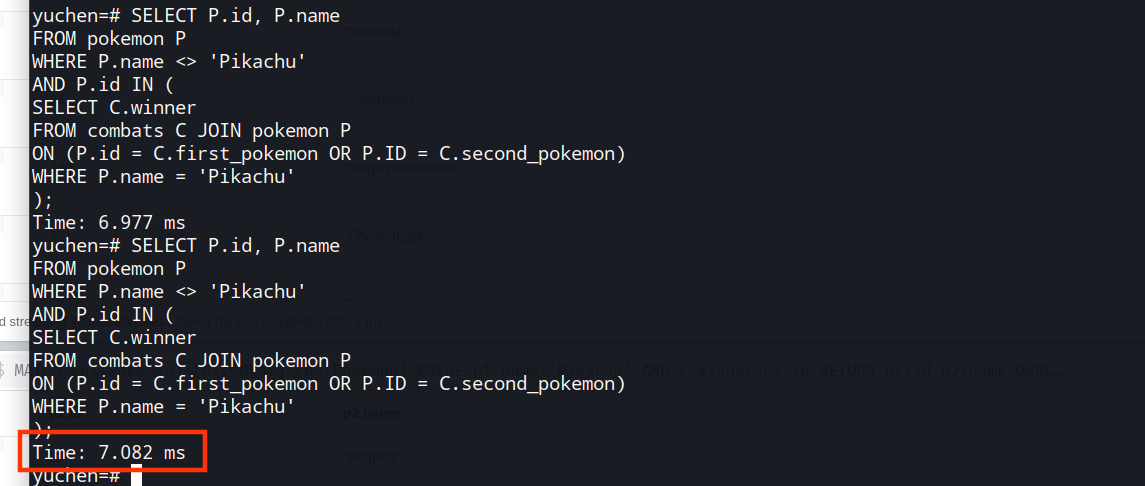 yuchen=# SELECT P.id, P.name
FROM pokemon P
WHERE P.name <> 'Pikachu'
AND P.id IN (
SELECT C.winner
FROM combats C JOIN pokemon P
ON (P.id = C.first_pokemon OR P.ID = C.second_pokemon)
WHERE P.name = 'Pikachu'
);
Time: 6.977 ms
yuchen=# SELECT P.id, P.name
FROM pokemon P
WHERE P.name <> 'Pikachu'
AND P.id IN (
SELECT C.winner
FROM combats C JOIN pokemon P
ON (P.id = C.first_pokemon OR P.ID = C.second_pokemon)
WHERE P.name = 'Pikachu'
);
Time: 7.082 ms
yuchen=#
"Marowak"
"Sandslash"
"Mega Houndoom"
"Chesnaught"
d stre 1 ms and completed after 1 ms
$ MA WHERE p1.name='Pikachu' AND c.winner=p2.id RETURN p2.id,p2.name ORDE…
p2.name
"Pidgeot"